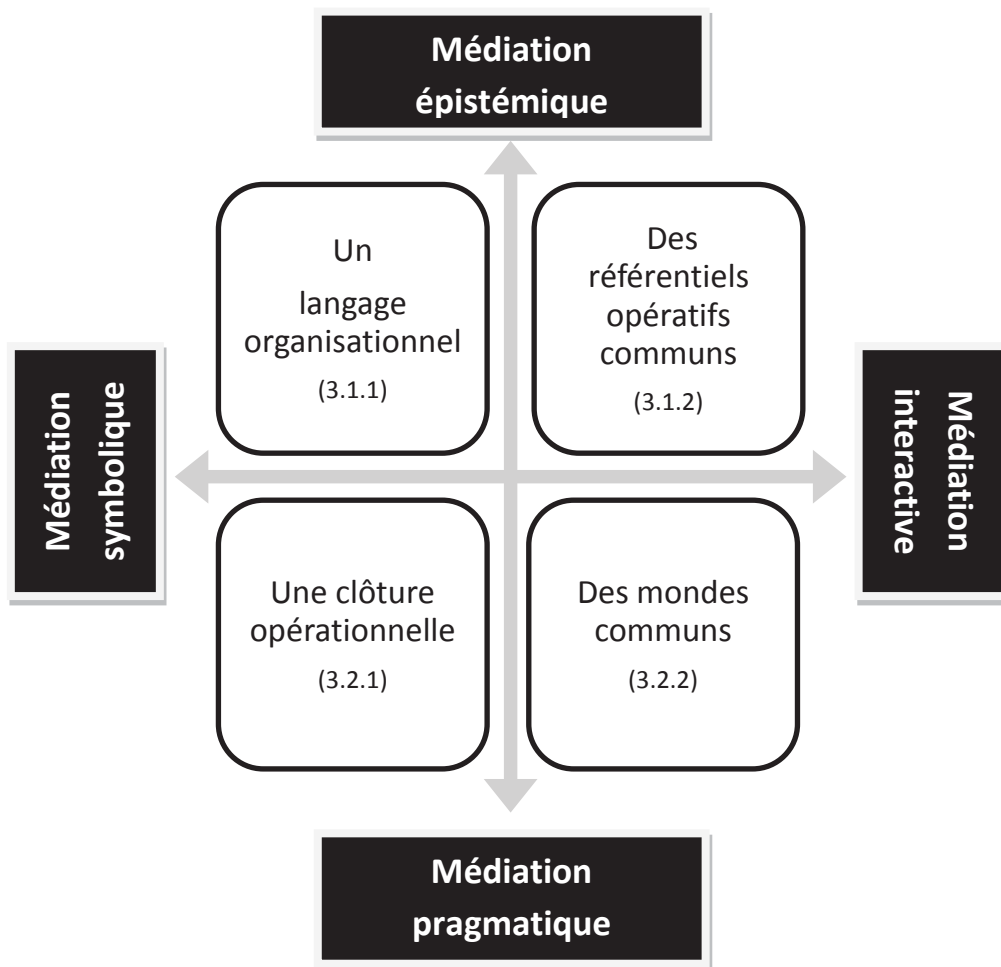 Médiation
épistémique
Un
langage
organisationnel
(3.1.1)
Des
référentiels
opératifs
communs
(3.1.2)
Médiation
symbolique
Médiation
interactive
Une clôture
opérationnelle
(3.2.1)
Des mondes
communs
(3.2.2)
Médiation
pragmatique